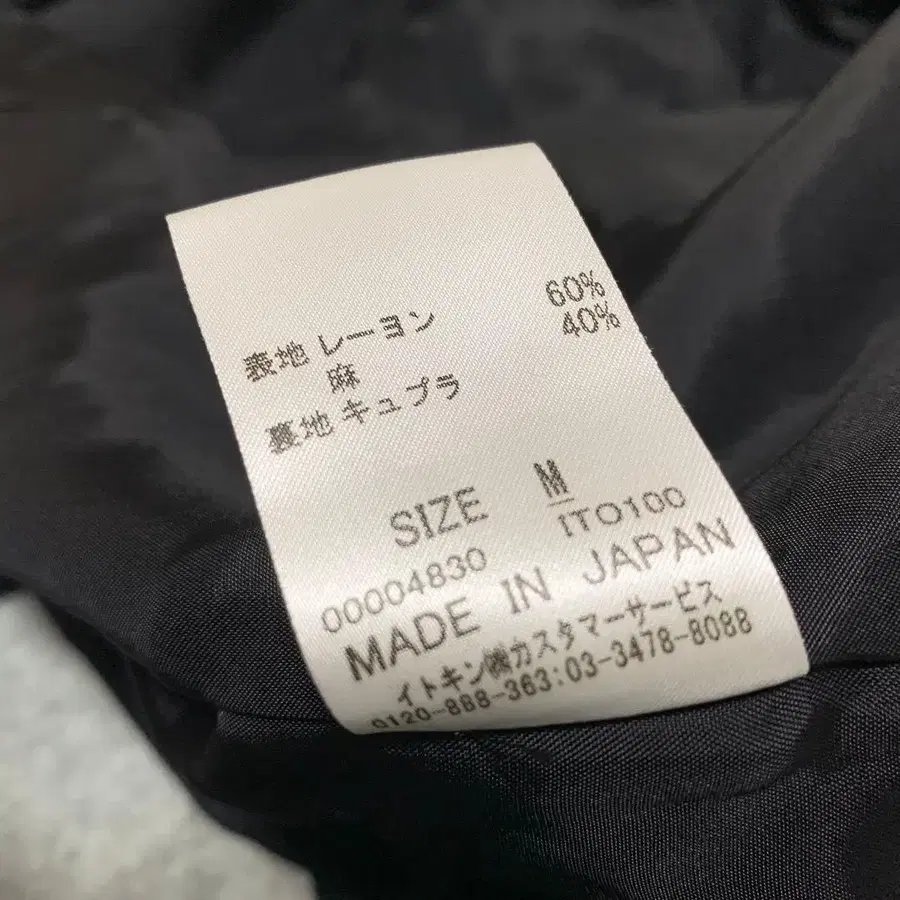 表地 レーヨン 60%
麻 40%
裏地 キュプラ
SIZE M
00004830 ITO100
MADE IN JAPAN
イトキン㈱カスタマーサービス
0120-888-363:03-3478-8088